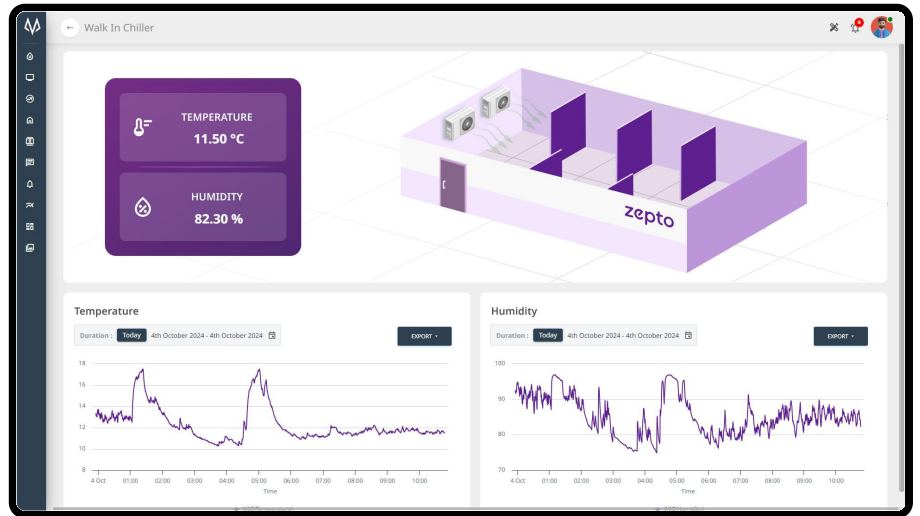 Walk In Chiller
TEMPERATURE
11.50 °C
HUMIDITY
82.30 %
zepto
Temperature
Duration : Today 4th October 2024 - 4th October 2024
EXPORT
18
16
14
12
10
8
4 Oct 01:00 02:00 03:00 04:00 05:00 06:00 07:00 08:00 09:00 10:00
Time
Humidity
Duration : Today 4th October 2024 - 4th October 2024
EXPORT
100
90
80
70
4 Oct 01:00 02:00 03:00 04:00 05:00 06:00 07:00 08:00 09:00 10:00
Time